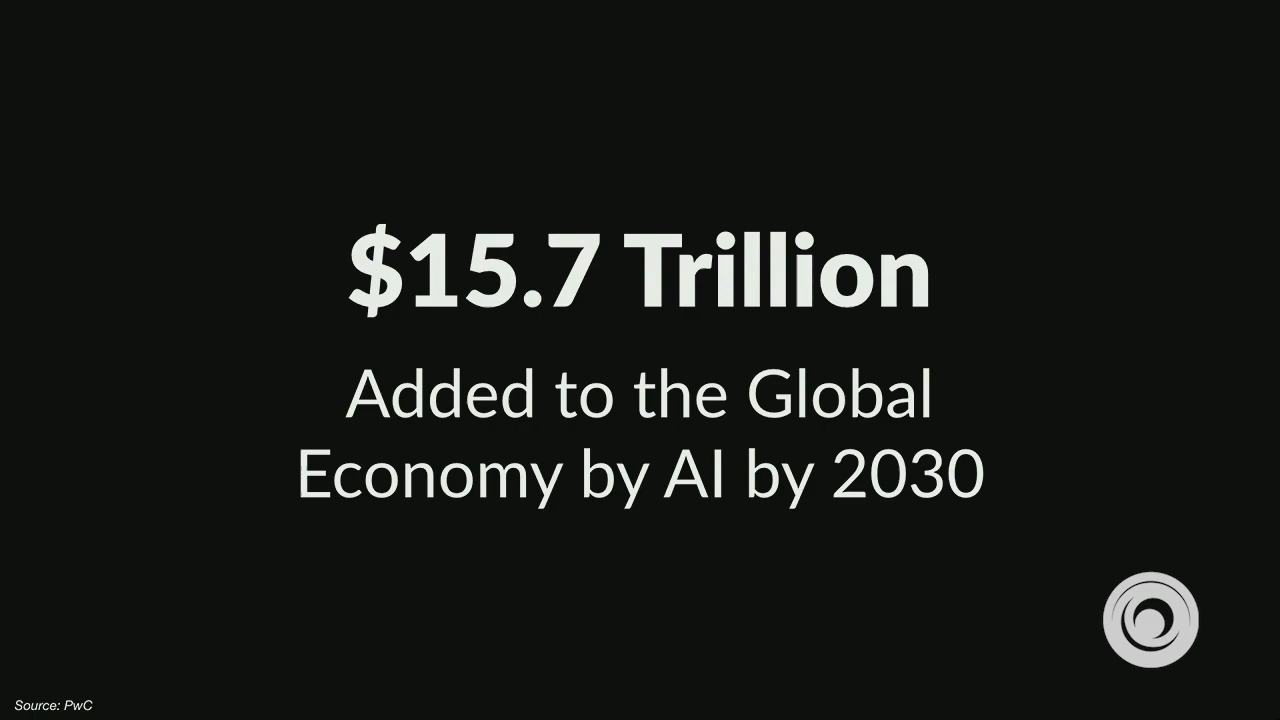 $15.7 Trillion
Added to the Global
Economy by AI by 2030
Source: PwC